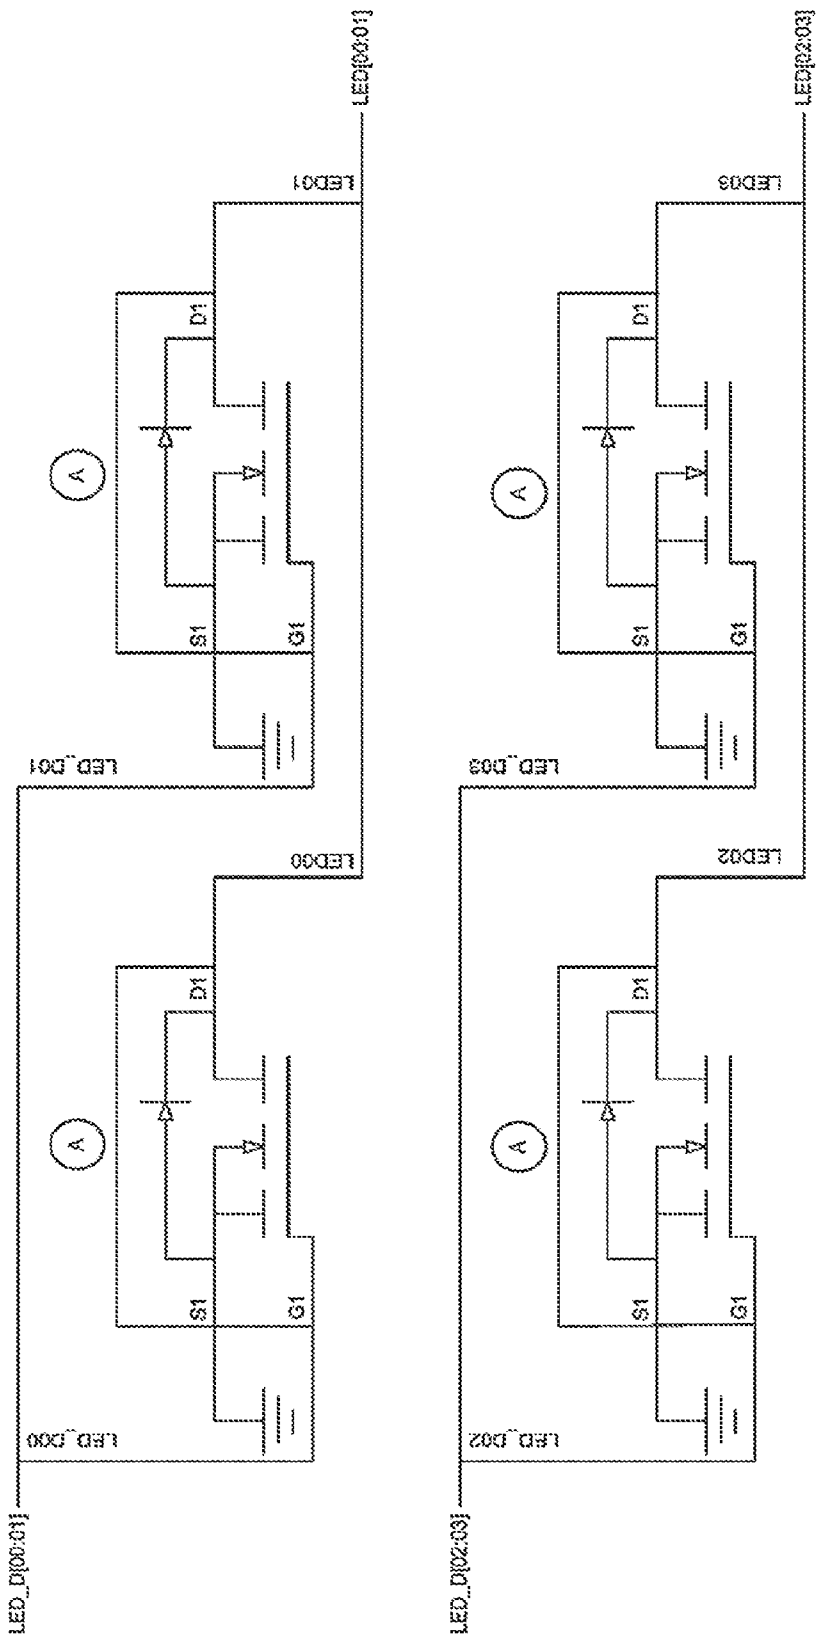 LED_D[00:01]
LED_D00
S1
G1
A
D1
LED00
LED_D01
S1
G1
A
D1
LED01
LED[00:01]
LED_D[02:03]
LED_D02
S1
G1
A
D1
LED02
LED_D03
S1
G1
A
D1
LED03
LED[02:03]